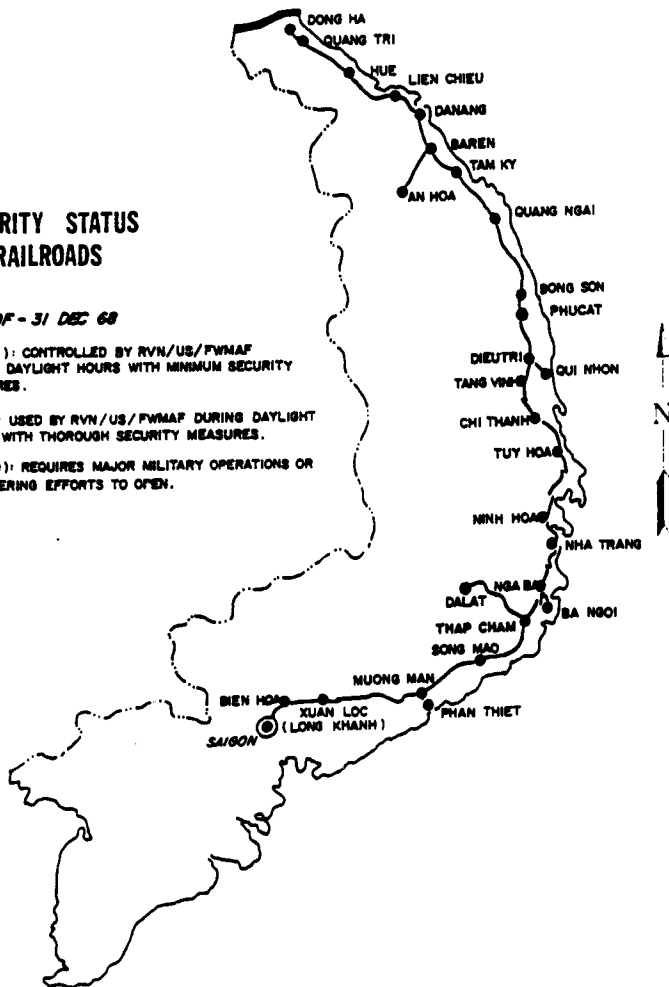 DONG HA
QUANG TRI
HUE
LIEN CHIEU
DANANG
BAREN
TAM KY
AN HOA
QUANG NGAI
RITY STATUS
RAILROADS
OF - 31 DEC 68
): CONTROLLED BY RVN/US/FWMAF
DAYLIGHT HOURS WITH MINIMUM SECURITY
RES.
USED BY RVN/US/FWMAF DURING DAYLIGHT
WITH THOROUGH SECURITY MEASURES.
): REQUIRES MAJOR MILITARY OPERATIONS OR
ERING EFFORTS TO OPEN.
BONG SON
PHUCAT
DIEUTRI
QUI NHON
TANG VINH
CHI THANH
TUY HOA
N
NINH HOA
NHA TRANG
NGA BA
DALAT
BA NGOI
THAP CHAM
SONG MAO
MUONG MAN
BIEN HOA
XUAN LOC
(LONG KHANH)
PHAN THIET
SAIGON